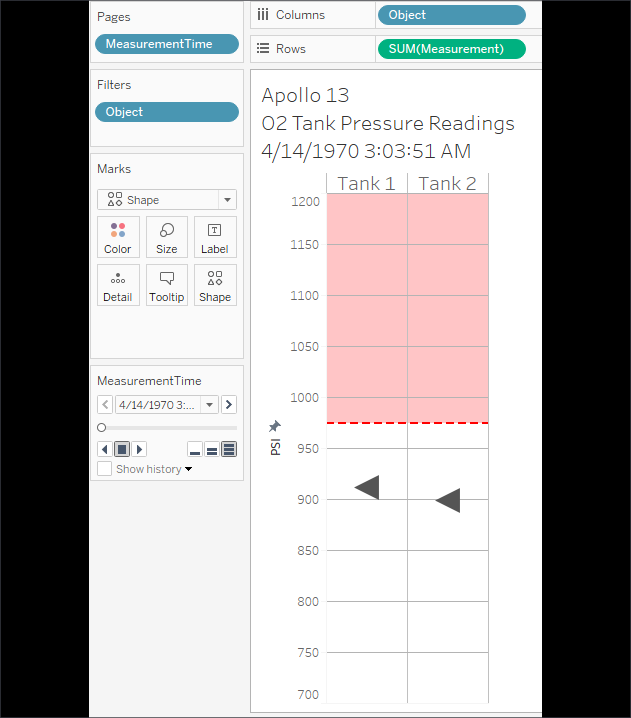 Pages
MeasurementTime
Filters
Object
Marks
Shape
Color Size Label
Detail Tooltip Shape
MeasurementTime
4/14/1970 3:...
Show history
Columns Object
Rows SUM(Measurement)
Apollo 13
O2 Tank Pressure Readings
4/14/1970 3:03:51 AM
Tank 1 Tank 2
1200
1150
1100
1050
1000
950
900
850
800
750
700
PSI